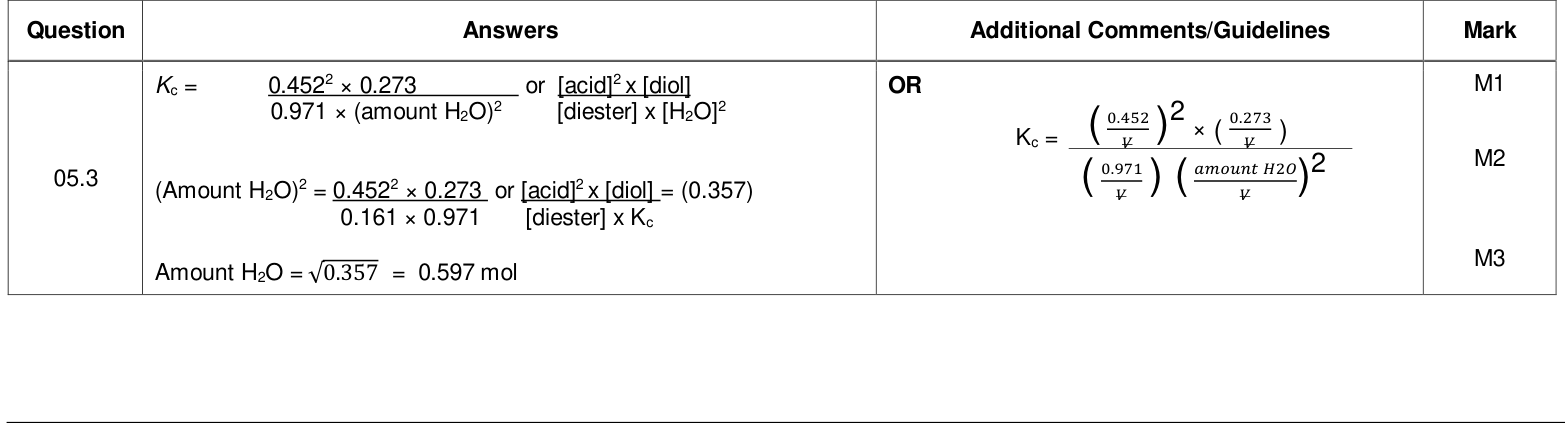 Question Answers Additional Comments/Guidelines Mark
05.3
K꜀ = 0.452² × 0.273 or [acid]² x [diol]
0.971 × (amount H₂O)² [diester] x [H₂O]²
(Amount H₂O)² = 0.452² × 0.273 or [acid]² x [diol] = (0.357)
0.161 × 0.971 [diester] x K꜀
Amount H₂O = √0.357 = 0.597 mol
OR
K꜀ = (0.452/V)² × (0.273/V)
(0.971/V) (amount H2O/V)²
M1
M2
M3